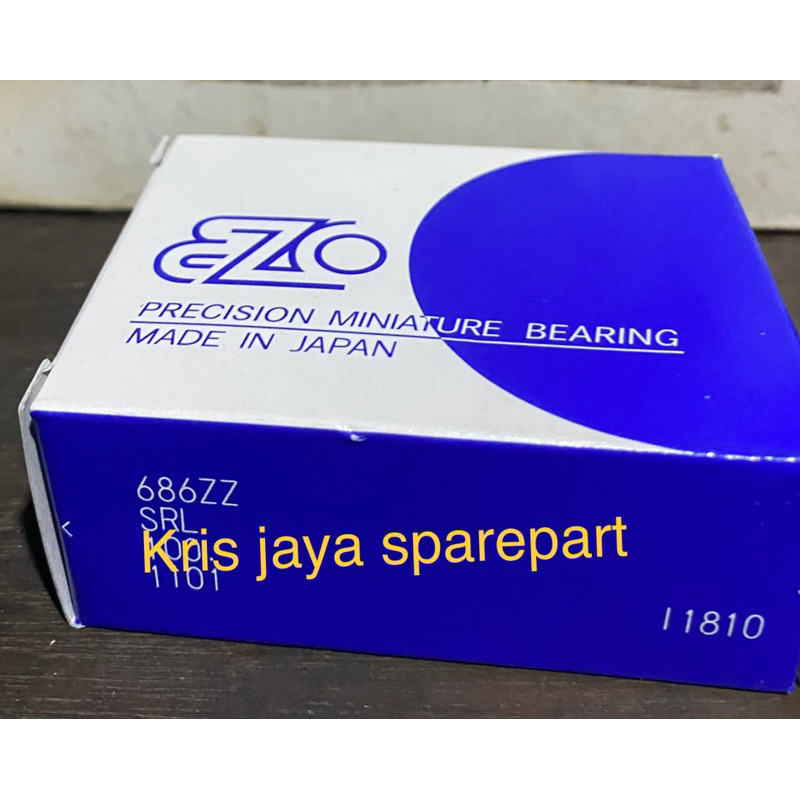 EZO
PRECISION MINIATURE BEARING
MADE IN JAPAN
686ZZ
SRL
Kris jaya sparepart
1101
11810